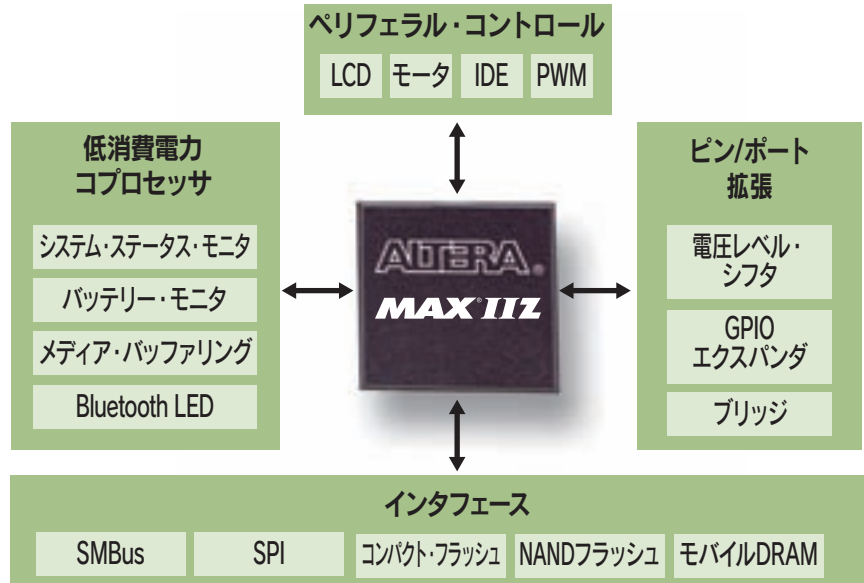 ペリフェラル・コントロール
LCD
モータ
IDE
PWM
低消費電力
コプロセッサ
システム・ステータス・モニタ
バッテリー・モニタ
メディア・バッファリング
Bluetooth LED
ALTERA®
MAX® IIZ
ピン/ポート
拡張
電圧レベル・
シフタ
GPIO
エクスパンダ
ブリッジ
インタフェース
SMBus
SPI
コンパクト・フラッシュ
NANDフラッシュ
モバイルDRAM